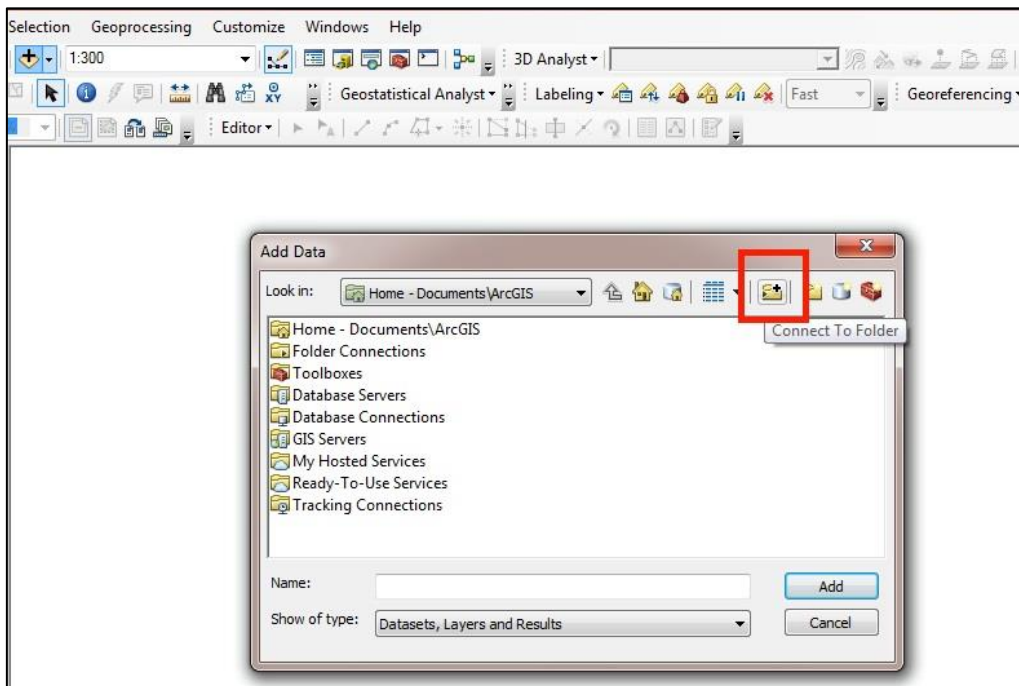 Selection Geoprocessing Customize Windows Help
1:300 3D Analyst
XY Geostatistical Analyst Labeling Fast Georeferencing
Editor
Add Data
Look in: Home - Documents\ArcGIS
Connect To Folder
Home - Documents\ArcGIS
Folder Connections
Toolboxes
Database Servers
Database Connections
GIS Servers
My Hosted Services
Ready-To-Use Services
Tracking Connections
Name: Add
Show of type: Datasets, Layers and Results Cancel